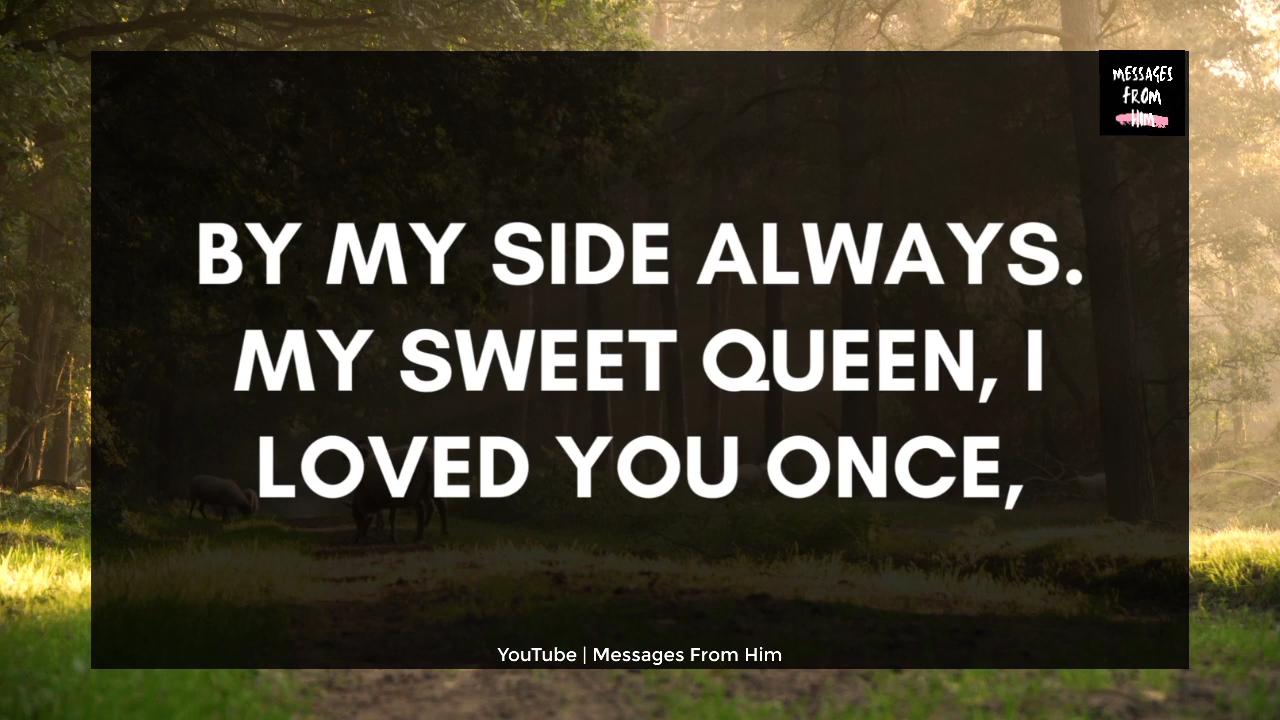 MESSAGES
FROM
HIM
BY MY SIDE ALWAYS.
MY SWEET QUEEN, I
LOVED YOU ONCE,
YouTube | Messages From Him